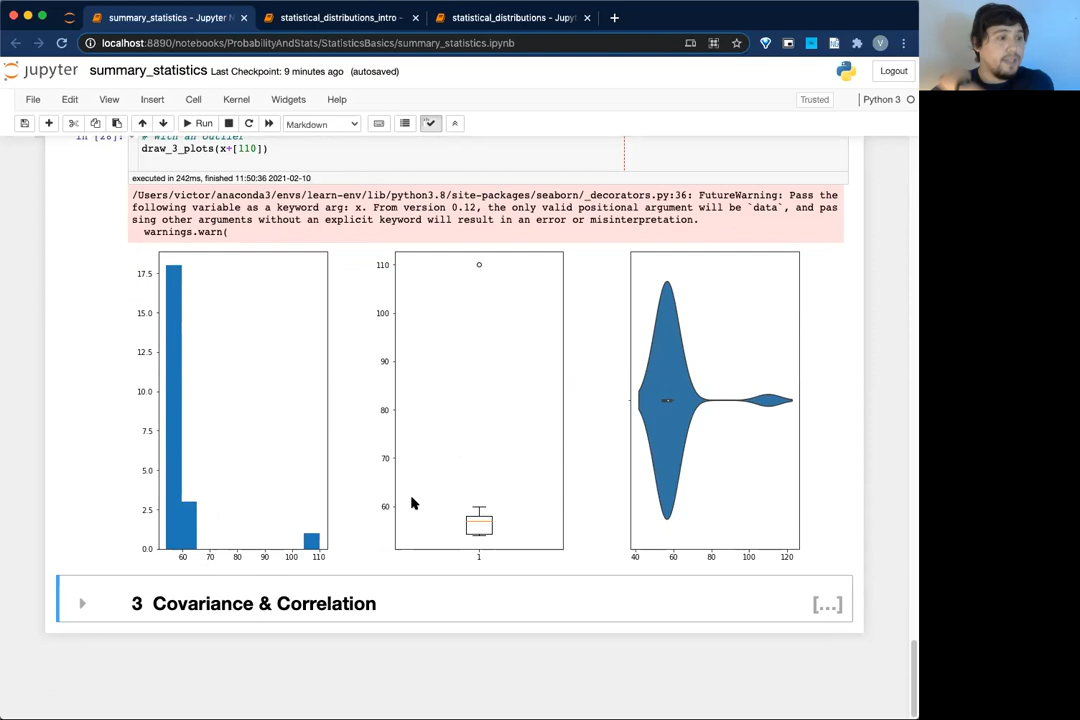 summary_statistics - Jupyter N
statistical_distributions_intro -
statistical_distributions - Jupyt
localhost:8890/notebooks/ProbabilityAndStats/StatisticsBasics/summary_statistics.ipynb
V
jupyter summary_statistics Last Checkpoint: 9 minutes ago (autosaved)
Logout
File Edit View Insert Cell Kernel Widgets Help
Trusted
Python 3
Run
Markdown
In [28]:
# With an outlier
draw_3_plots(x+[110])
executed in 242ms, finished 11:50:36 2021-02-10
/Users/victor/anaconda3/envs/learn-env/lib/python3.8/site-packages/seaborn/_decorators.py:36: FutureWarning: Pass the
following variable as a keyword arg: x. From version 0.12, the only valid positional argument will be `data`, and pas
sing other arguments without an explicit keyword will result in an error or misinterpretation.
warnings.warn(
17.5
15.0
12.5
10.0
7.5
5.0
2.5
0.0
60 70 80 90 100 110
110
100
90
80
70
60
1
40 60 80 100 120
3 Covariance & Correlation
[...]